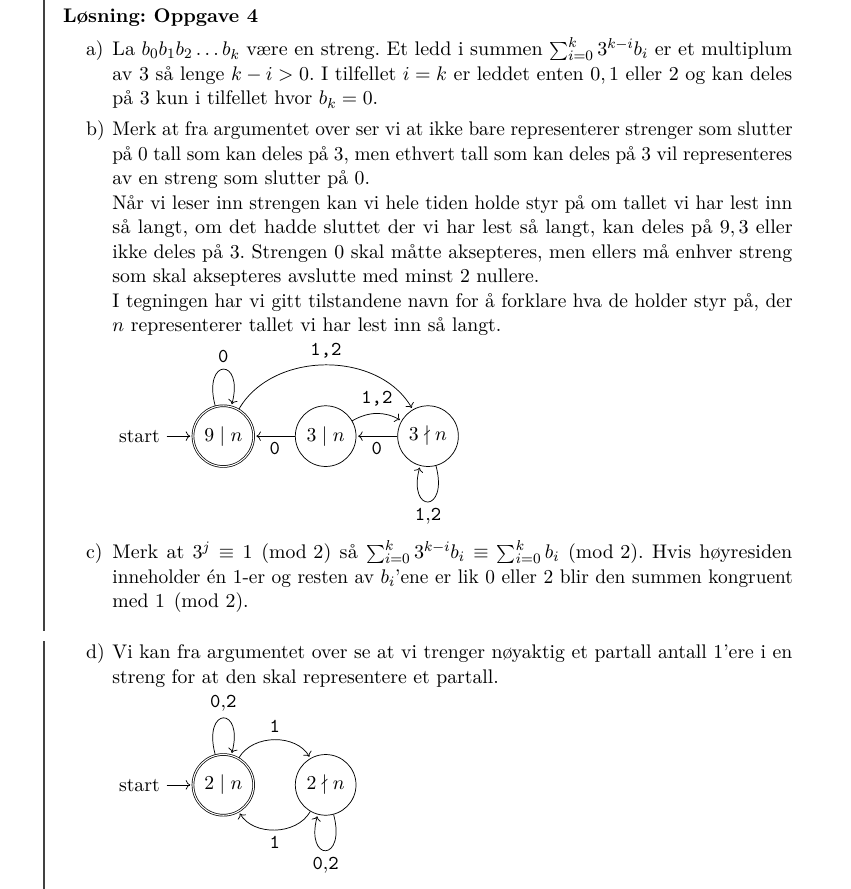 Løsning: Oppgave 4
a) La b₀b₁b₂ … bₖ være en streng. Et ledd i summen ∑ᵢ₌₀ᵏ 3ᵏ⁻ⁱbᵢ er et multiplum
av 3 så lenge k − i > 0. I tilfellet i = k er leddet enten 0, 1 eller 2 og kan deles
på 3 kun i tilfellet hvor bₖ = 0.
b) Merk at fra argumentet over ser vi at ikke bare representerer strenger som slutter
på 0 tall som kan deles på 3, men ethvert tall som kan deles på 3 vil representeres
av en streng som slutter på 0.
Når vi leser inn strengen kan vi hele tiden holde styr på om tallet vi har lest inn
så langt, om det hadde sluttet der vi har lest så langt, kan deles på 9, 3 eller
ikke deles på 3. Strengen 0 skal måtte aksepteres, men ellers må enhver streng
som skal aksepteres avslutte med minst 2 nullere.
I tegningen har vi gitt tilstandene navn for å forklare hva de holder styr på, der
n representerer tallet vi har lest inn så langt.
0
1,2
1,2
start
9 | n
3 | n
3 ∤ n
0
0
1,2
c) Merk at 3ʲ ≡ 1 (mod 2) så ∑ᵢ₌₀ᵏ 3ᵏ⁻ⁱbᵢ ≡ ∑ᵢ₌₀ᵏ bᵢ (mod 2). Hvis høyresiden
inneholder én 1-er og resten av bᵢ'ene er lik 0 eller 2 blir den summen kongruent
med 1 (mod 2).
d) Vi kan fra argumentet over se at vi trenger nøyaktig et partall antall 1'ere i en
streng for at den skal representere et partall.
0,2
1
start
2 | n
2 ∤ n
1
0,2